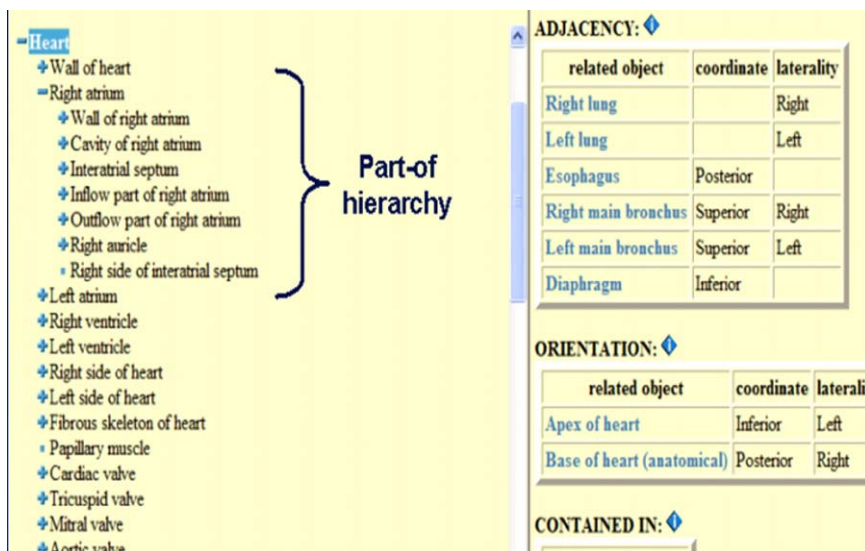 Heart
Wall of heart
Right atrium
Wall of right atrium
Cavity of right atrium
Interatrial septum
Inflow part of right atrium
Outflow part of right atrium
Right auricle
Right side of interatrial septum
Left atrium
Right ventricle
Left ventricle
Right side of heart
Left side of heart
Fibrous skeleton of heart
Papillary muscle
Cardiac valve
Tricuspid valve
Mitral valve
Aortic valve
Part-of
hierarchy
ADJACENCY:
related object coordinate laterality
Right lung Right
Left lung Left
Esophagus Posterior
Right main bronchus Superior Right
Left main bronchus Superior Left
Diaphragm Inferior
ORIENTATION:
related object coordinate laterali
Apex of heart Inferior Left
Base of heart (anatomical) Posterior Right
CONTAINED IN: